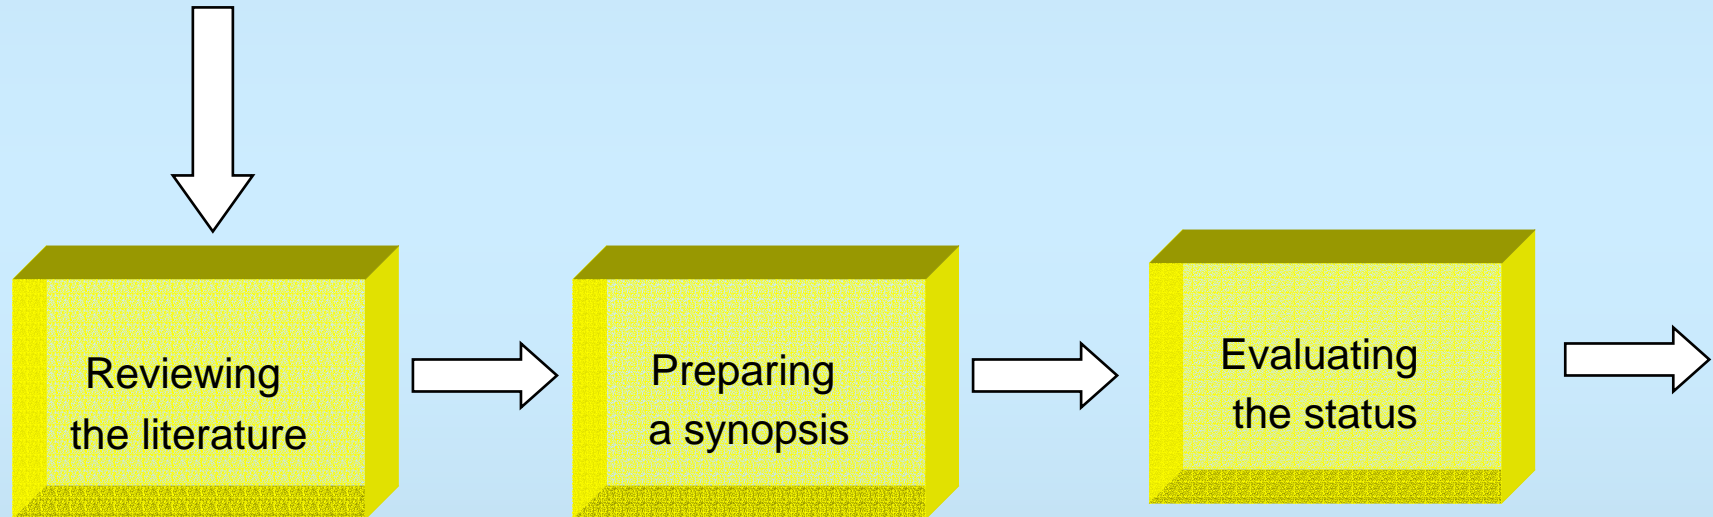 Reviewing
the literature
Preparing
a synopsis
Evaluating
the status